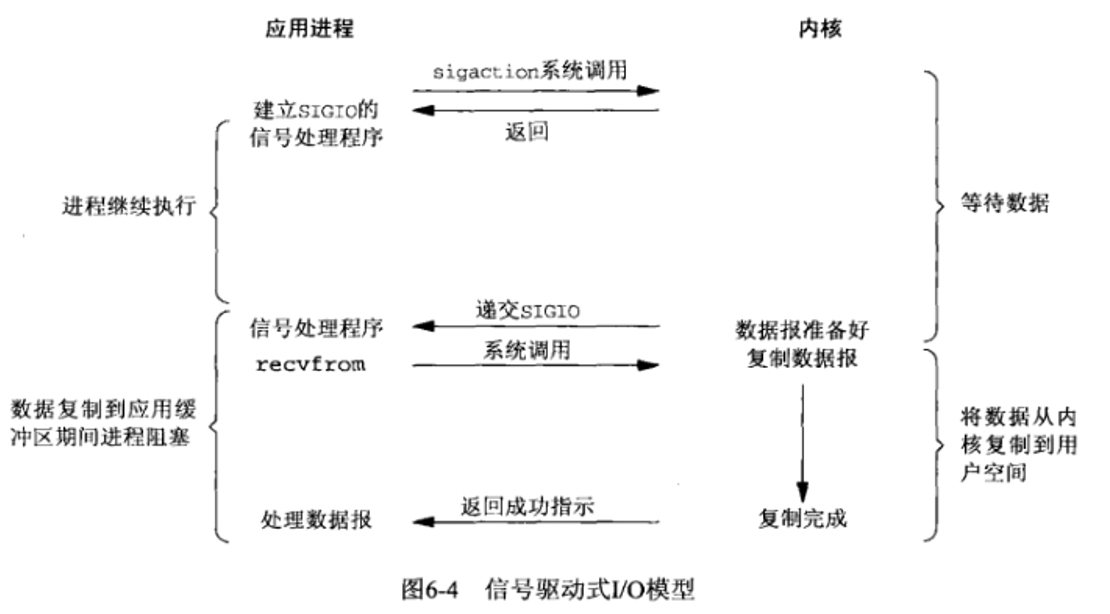 应用进程
内核
sigaction系统调用
建立SIGIO的
信号处理程序
返回
进程继续执行
等待数据
递交SIGIO
信号处理程序
数据报准备好
系统调用
recvfrom
复制数据报
数据复制到应用缓
冲区期间进程阻塞
将数据从内
核复制到用
户空间
返回成功指示
处理数据报
复制完成
图6-4 信号驱动式I/O模型